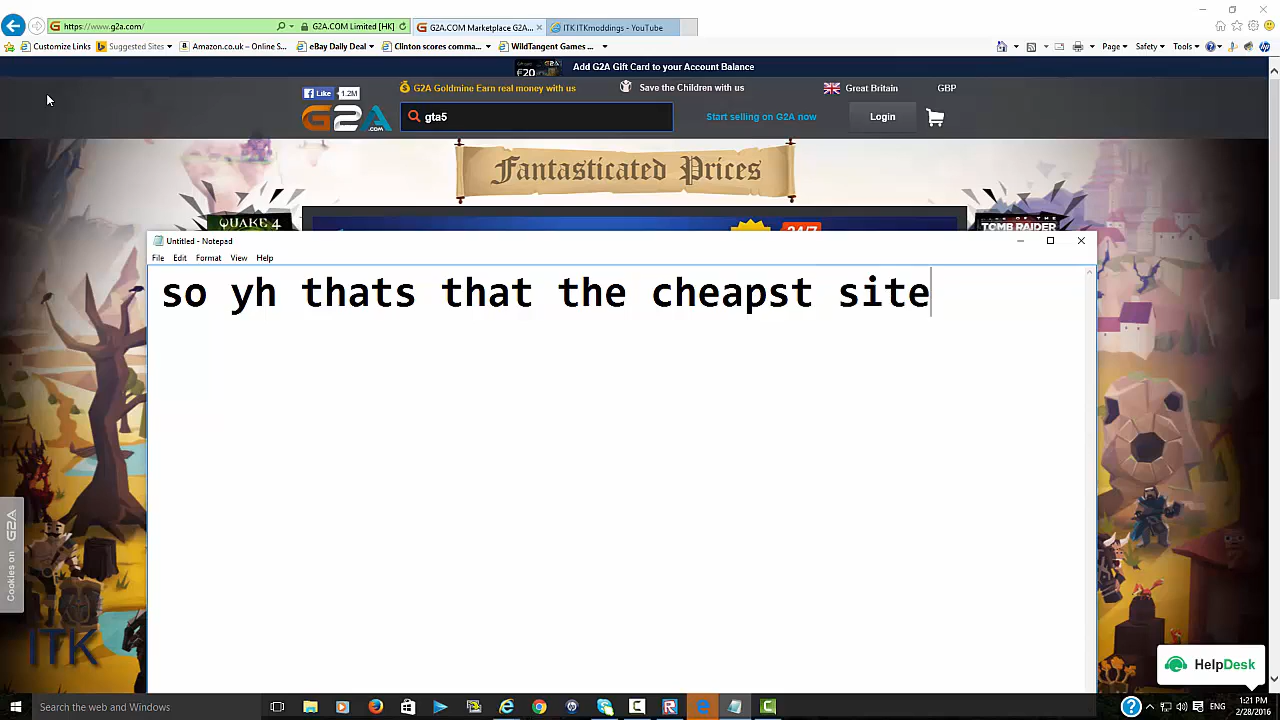 https://www.g2a.com/
G2A.COM Limited [HK]
G2A.COM Marketplace G2A...
ITK ITKmoddings - YouTube
Customize Links
Suggested Sites
Amazon.co.uk – Online S...
eBay Daily Deal
Clinton scores comma...
WildTangent Games ...
Page
Safety
Tools
€20
Add G2A Gift Card to your Account Balance
Like
1.2M
G2A Goldmine Earn real money with us
Save the Children with us
Great Britain
GBP
G2A.COM
gta5
Start selling on G2A now
Login
Fantasticated Prices
QUAKE 4
24/7
TOMB RAIDER
Untitled - Notepad
File Edit Format View Help
so yh thats that the cheapst site
Cookies on G2A
ITK
HelpDesk
Search the web and Windows
ENG
1:21 PM
2/28/2016